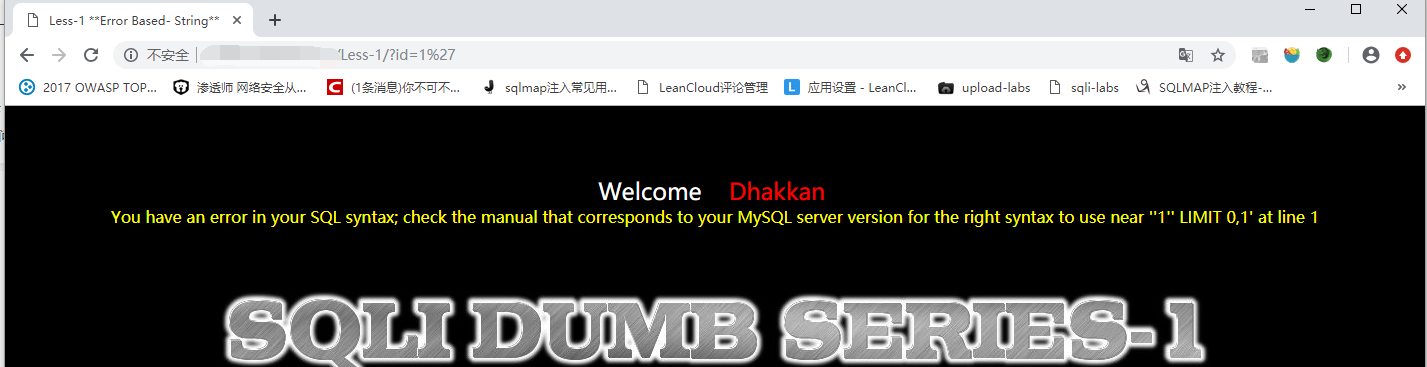 Less-1 **Error Based- String**
不安全
/Less-1/?id=1%27
2017 OWASP TOP...
渗透师 网络安全从...
(1条消息)你不可不...
sqlmap注入常见用...
LeanCloud评论管理
应用设置 - LeanCl...
upload-labs
sqli-labs
SQLMAP注入教程-...
Welcome Dhakkan
You have an error in your SQL syntax; check the manual that corresponds to your MySQL server version for the right syntax to use near ''1'' LIMIT 0,1' at line 1
SQLI DUMB SERIES-1